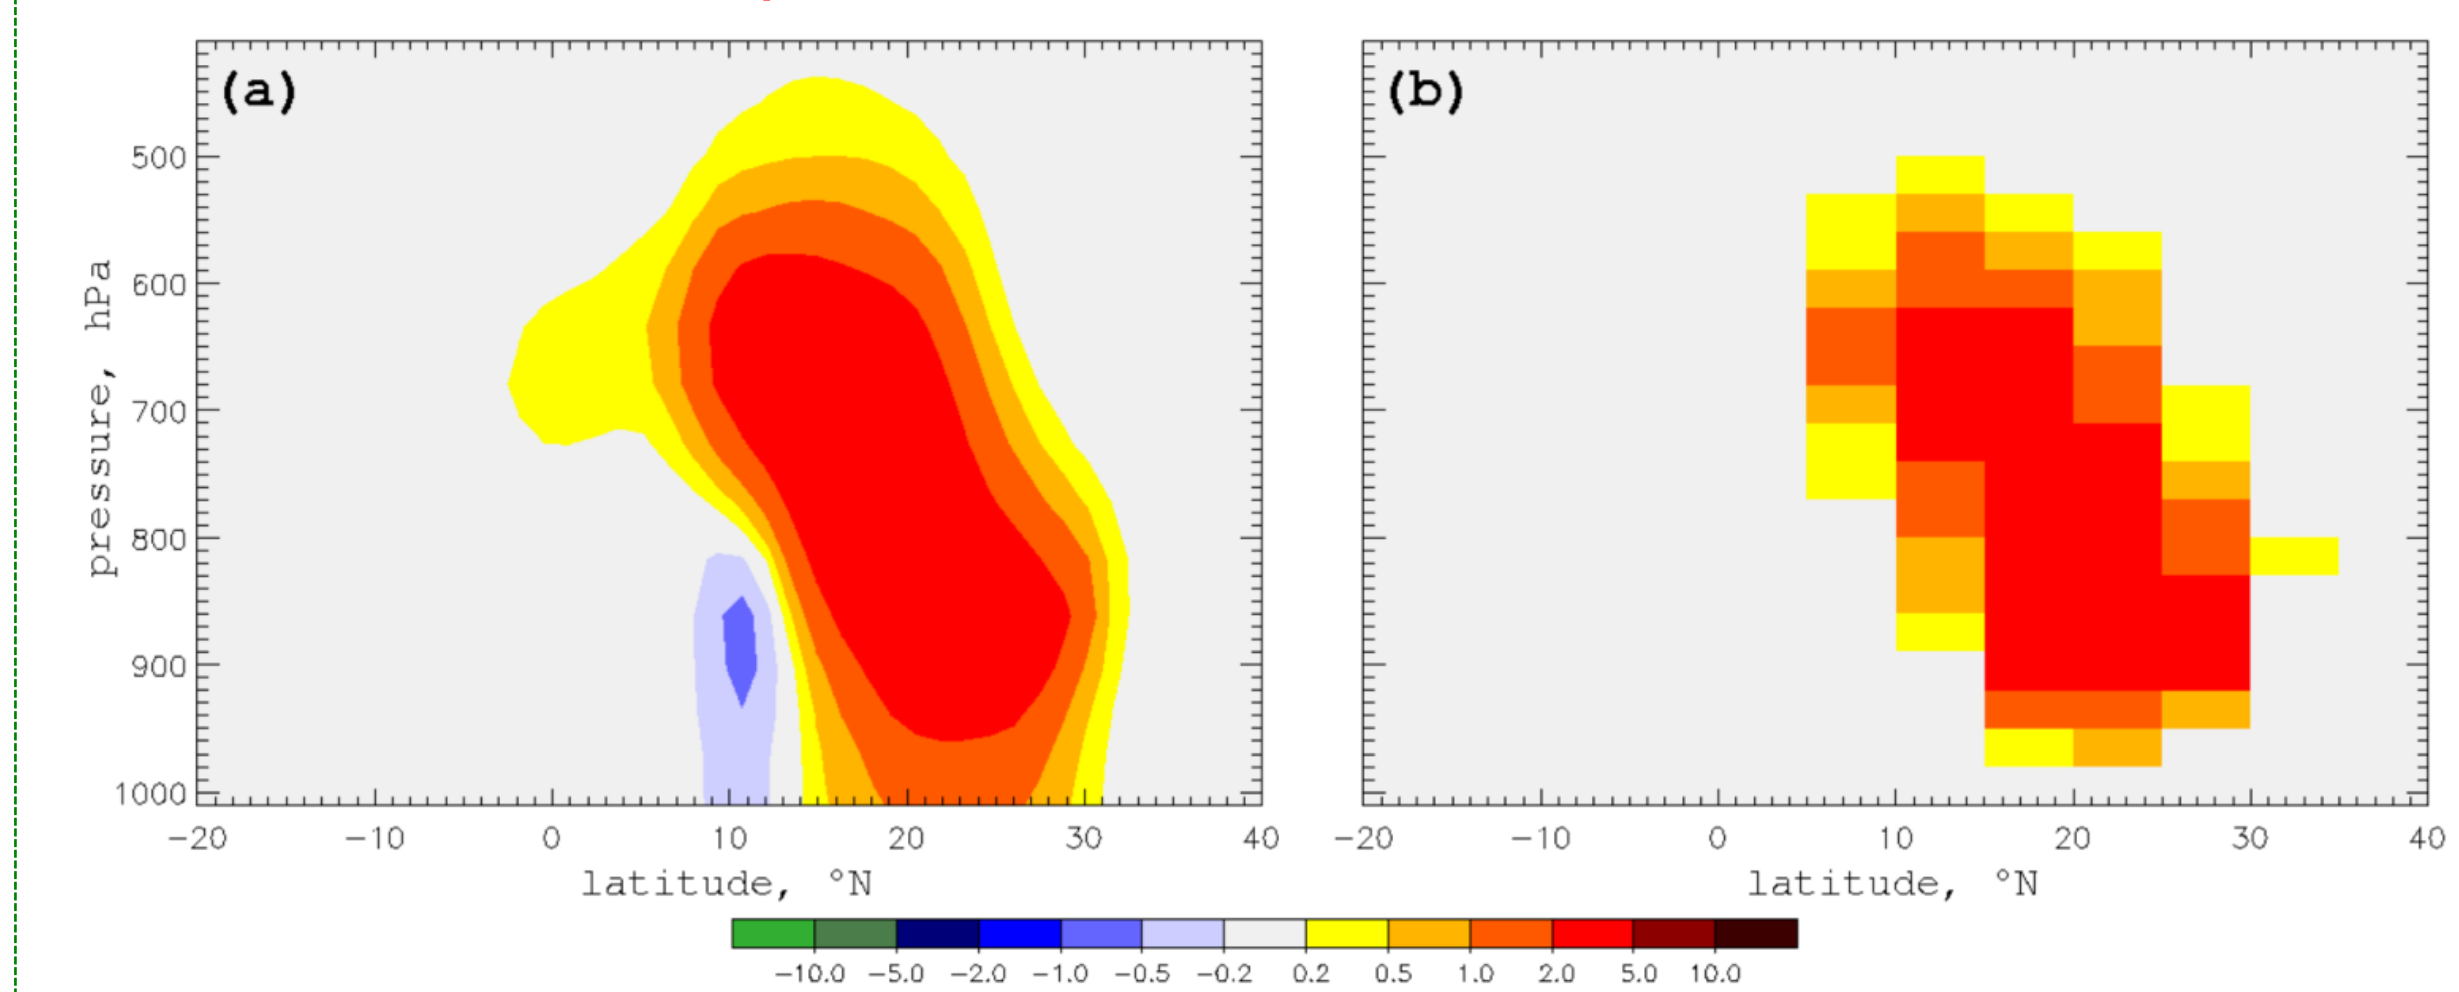 (a)
(b)
500
600
700
800
900
1000
pressure, hPa
−20 −10 0 10 20 30 40
−20 −10 0 10 20 30 40
latitude, °N
latitude, °N
−10.0 −5.0 −2.0 −1.0 −0.5 −0.2 0.2 0.5 1.0 2.0 5.0 10.0